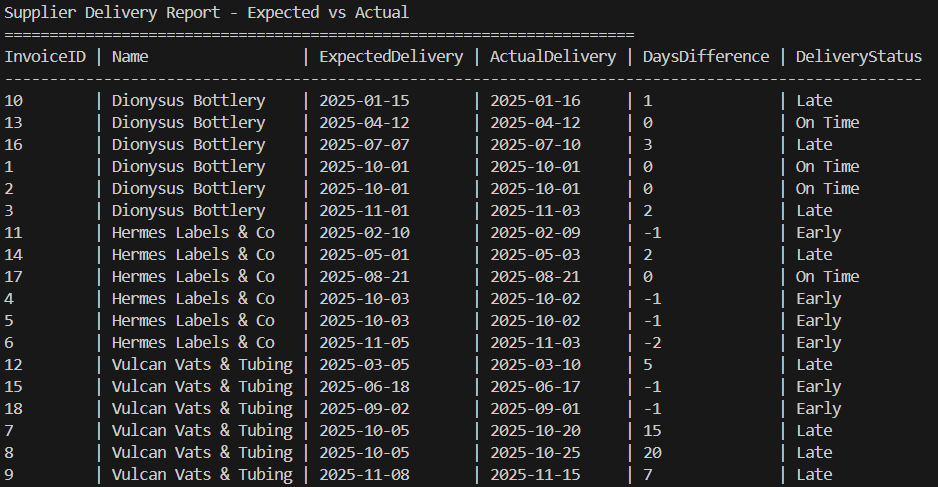 Supplier Delivery Report - Expected vs Actual
======================================================================
InvoiceID | Name                 | ExpectedDelivery | ActualDelivery | DaysDifference | DeliveryStatus
------------------------------------------------------------------------------------------------------
10        | Dionysus Bottlery    | 2025-01-15       | 2025-01-16     | 1              | Late
13        | Dionysus Bottlery    | 2025-04-12       | 2025-04-12     | 0              | On Time
16        | Dionysus Bottlery    | 2025-07-07       | 2025-07-10     | 3              | Late
1         | Dionysus Bottlery    | 2025-10-01       | 2025-10-01     | 0              | On Time
2         | Dionysus Bottlery    | 2025-10-01       | 2025-10-01     | 0              | On Time
3         | Dionysus Bottlery    | 2025-11-01       | 2025-11-03     | 2              | Late
11        | Hermes Labels & Co   | 2025-02-10       | 2025-02-09     | -1             | Early
14        | Hermes Labels & Co   | 2025-05-01       | 2025-05-03     | 2              | Late
17        | Hermes Labels & Co   | 2025-08-21       | 2025-08-21     | 0              | On Time
4         | Hermes Labels & Co   | 2025-10-03       | 2025-10-02     | -1             | Early
5         | Hermes Labels & Co   | 2025-10-03       | 2025-10-02     | -1             | Early
6         | Hermes Labels & Co   | 2025-11-05       | 2025-11-03     | -2             | Early
12        | Vulcan Vats & Tubing | 2025-03-05       | 2025-03-10     | 5              | Late
15        | Vulcan Vats & Tubing | 2025-06-18       | 2025-06-17     | -1             | Early
18        | Vulcan Vats & Tubing | 2025-09-02       | 2025-09-01     | -1             | Early
7         | Vulcan Vats & Tubing | 2025-10-05       | 2025-10-20     | 15             | Late
8         | Vulcan Vats & Tubing | 2025-10-05       | 2025-10-25     | 20             | Late
9         | Vulcan Vats & Tubing | 2025-11-08       | 2025-11-15     | 7              | Late